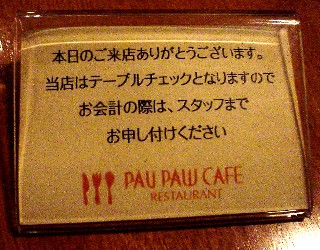 本日のご来店ありがとうございます。
当店はテーブルチェックとなりますので
お会計の際は、スタッフまで
お申し付けください
PAU PAW CAFE
RESTAURANT